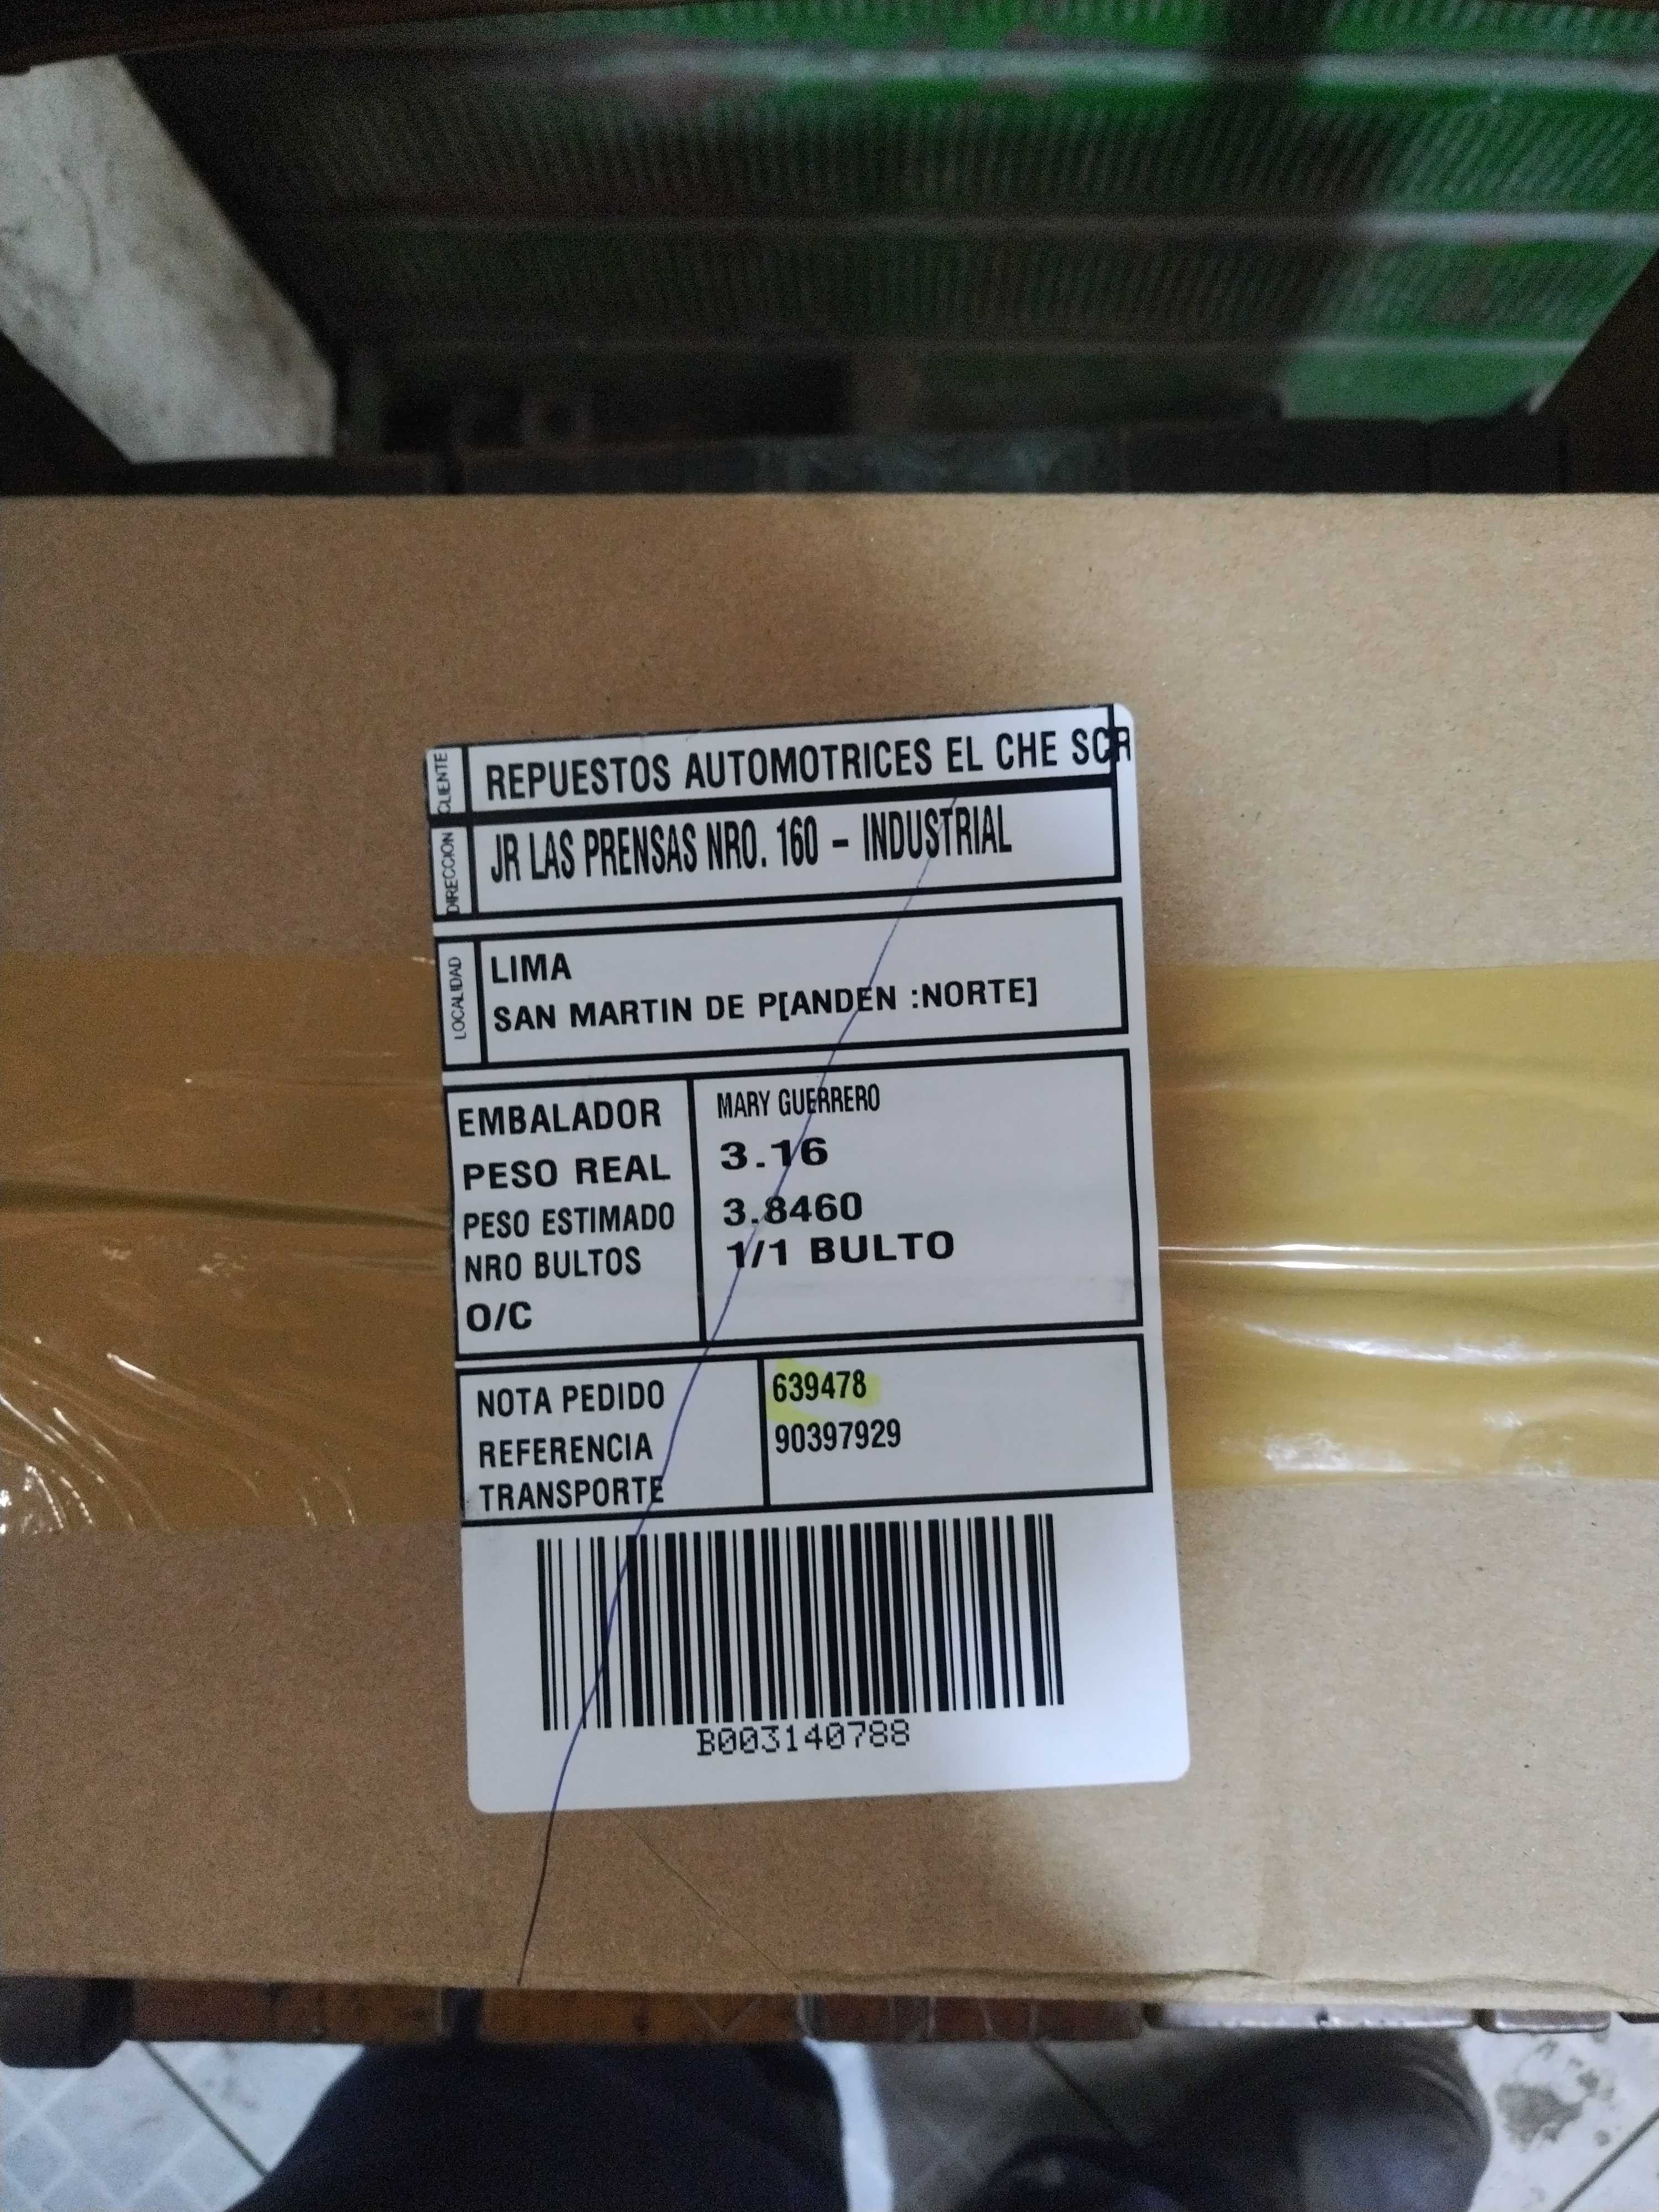 CLIENTE REPUESTOS AUTOMOTRICES EL CHE SCR
DIRECCION JR LAS PRENSAS NRO. 160 - INDUSTRIAL
LOCALIDAD LIMA
SAN MARTIN DE P[ANDEN :NORTE]
EMBALADOR MARY GUERRERO
PESO REAL 3.16
PESO ESTIMADO 3.8460
NRO BULTOS 1/1 BULTO
O/C
NOTA PEDIDO 639478
REFERENCIA 90397929
TRANSPORTE
B003140788